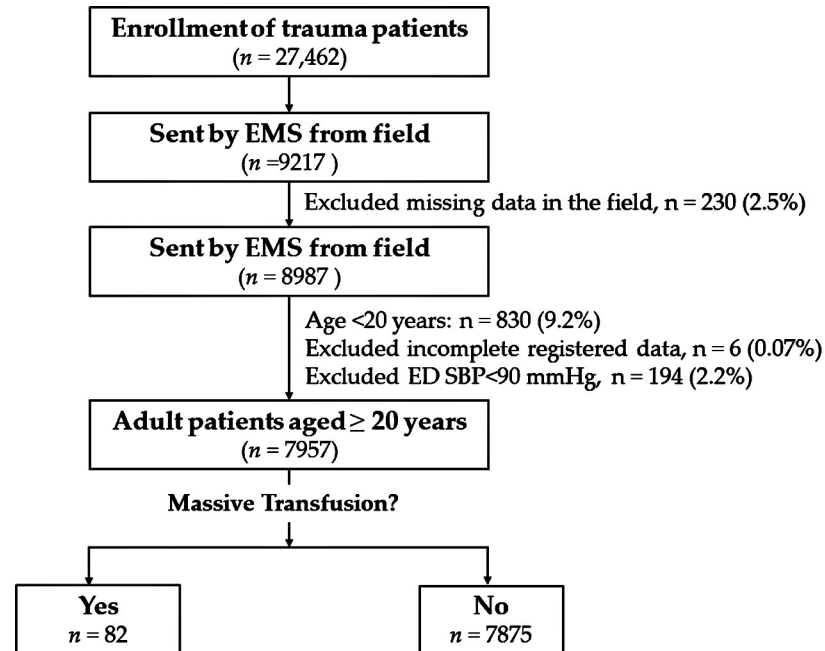 Enrollment of trauma patients
(n = 27,462)
Sent by EMS from field
(n =9217 )
Excluded missing data in the field, n = 230 (2.5%)
Sent by EMS from field
(n = 8987 )
Age <20 years: n = 830 (9.2%)
Excluded incomplete registered data, n = 6 (0.07%)
Excluded ED SBP<90 mmHg, n = 194 (2.2%)
Adult patients aged ≥ 20 years
(n = 7957)
Massive Transfusion?
Yes
n = 82
No
n = 7875